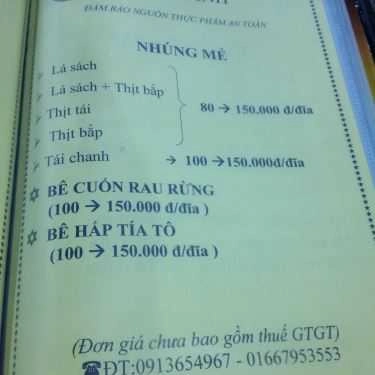 ĐẢM BẢO NGUỒN THỰC PHẨM AN TOÀN
NHÚNG MẺ
Lá sách
Lá sách + Thịt bắp
Thịt tái
Thịt bắp
80 → 150.000 đ/đĩa
Tái chanh → 100 →150.000đ/đĩa
BÊ CUỐN RAU RỪNG
(100 → 150.000 đ/đĩa )
BÊ HẤP TÍA TÔ
(100 → 150.000 đ/đĩa )
(Đơn giá chưa bao gồm thuế GTGT)
☎ĐT:0913654967 - 01667953553